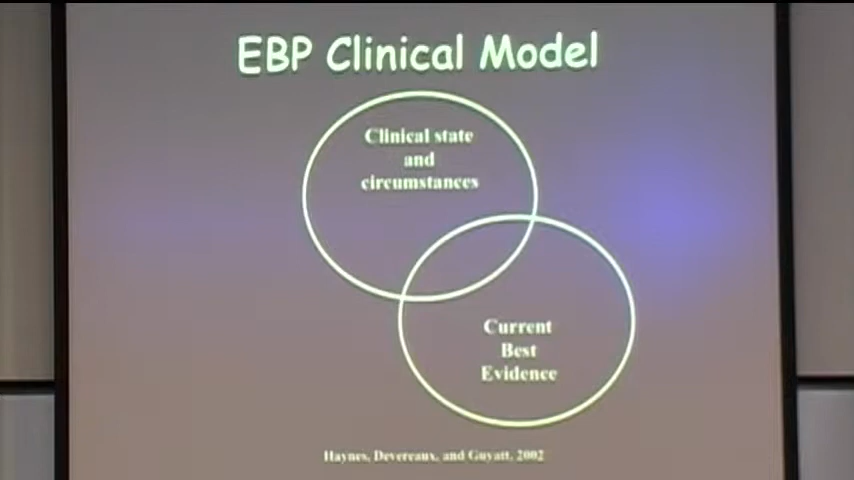 EBP Clinical Model
Clinical state
and
circumstances
Current
Best
Evidence
Haynes, Devereaux, and Guyatt, 2002